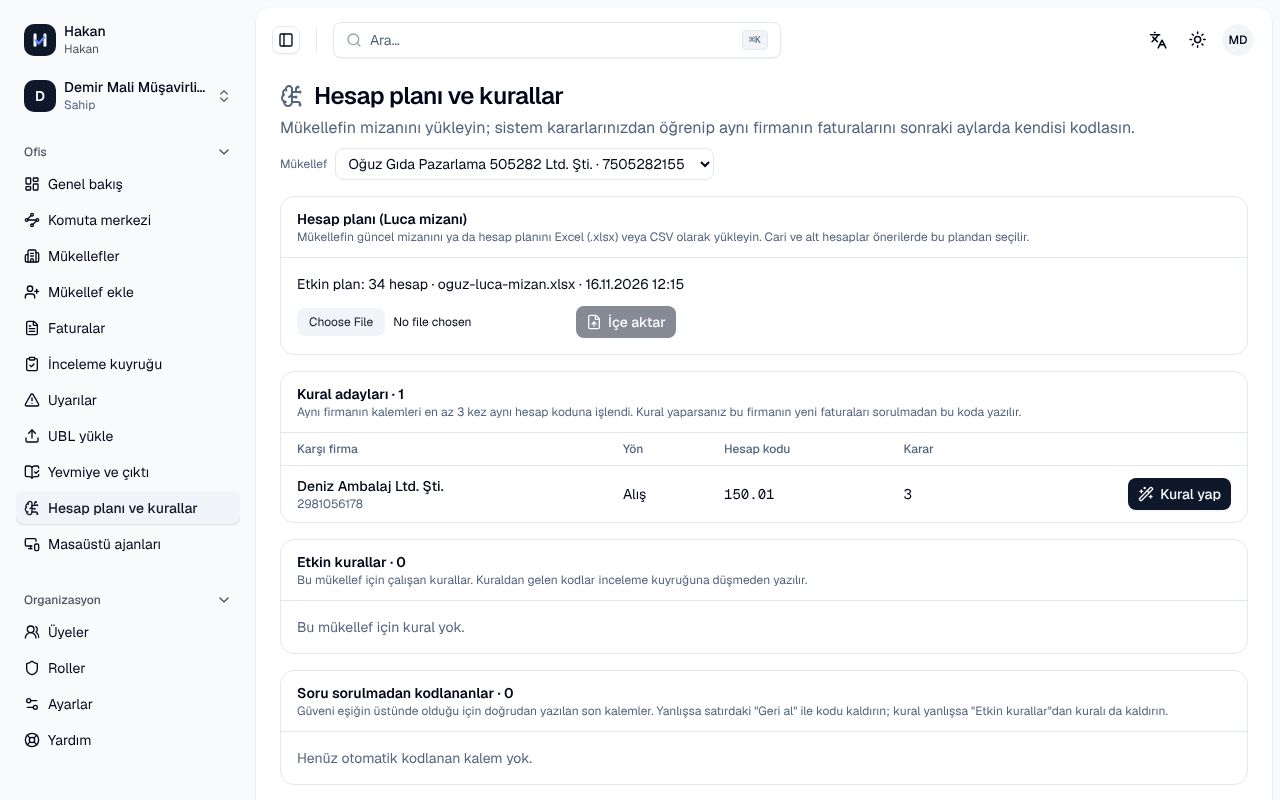 Hakan
Hakan
D
Demir Mali Müşavirli...
Sahip
Ofis
Genel bakış
Komuta merkezi
Mükellefler
Mükellef ekle
Faturalar
İnceleme kuyruğu
Uyarılar
UBL yükle
Yevmiye ve çıktı
Hesap planı ve kurallar
Masaüstü ajanları
Organizasyon
Üyeler
Roller
Ayarlar
Yardım
Ara... ⌘K
MD
Hesap planı ve kurallar
Mükellefin mizanını yükleyin; sistem kararlarınızdan öğrenip aynı firmanın faturalarını sonraki aylarda kendisi kodlasın.
Mükellef Oğuz Gıda Pazarlama 505282 Ltd. Şti. · 7505282155
Hesap planı (Luca mizanı)
Mükellefin güncel mizanını ya da hesap planını Excel (.xlsx) veya CSV olarak yükleyin. Cari ve alt hesaplar önerilerde bu plandan seçilir.
Etkin plan: 34 hesap · oguz-luca-mizan.xlsx · 16.11.2026 12:15
Choose File No file chosen İçe aktar
Kural adayları · 1
Aynı firmanın kalemleri en az 3 kez aynı hesap koduna işlendi. Kural yaparsanız bu firmanın yeni faturaları sorulmadan bu koda yazılır.
Karşı firma Yön Hesap kodu Karar
Deniz Ambalaj Ltd. Şti.
2981056178
Alış 150.01 3 Kural yap
Etkin kurallar · 0
Bu mükellef için çalışan kurallar. Kuraldan gelen kodlar inceleme kuyruğuna düşmeden yazılır.
Bu mükellef için kural yok.
Soru sorulmadan kodlananlar · 0
Güveni eşiğin üstünde olduğu için doğrudan yazılan son kalemler. Yanlışsa satırdaki "Geri al" ile kodu kaldırın; kural yanlışsa "Etkin kurallar"dan kuralı da kaldırın.
Henüz otomatik kodlanan kalem yok.